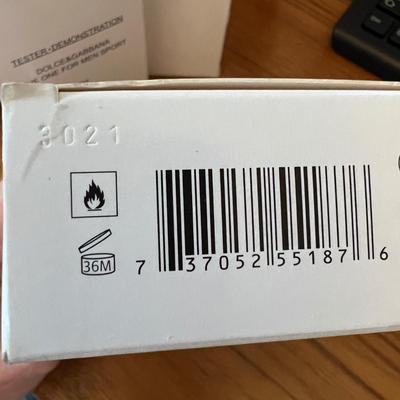 TESTER-DEMONSTRATION
DOLCE&GABBANA
E ONE FOR MEN SPORT
3021
36M
7 37052 55187 6